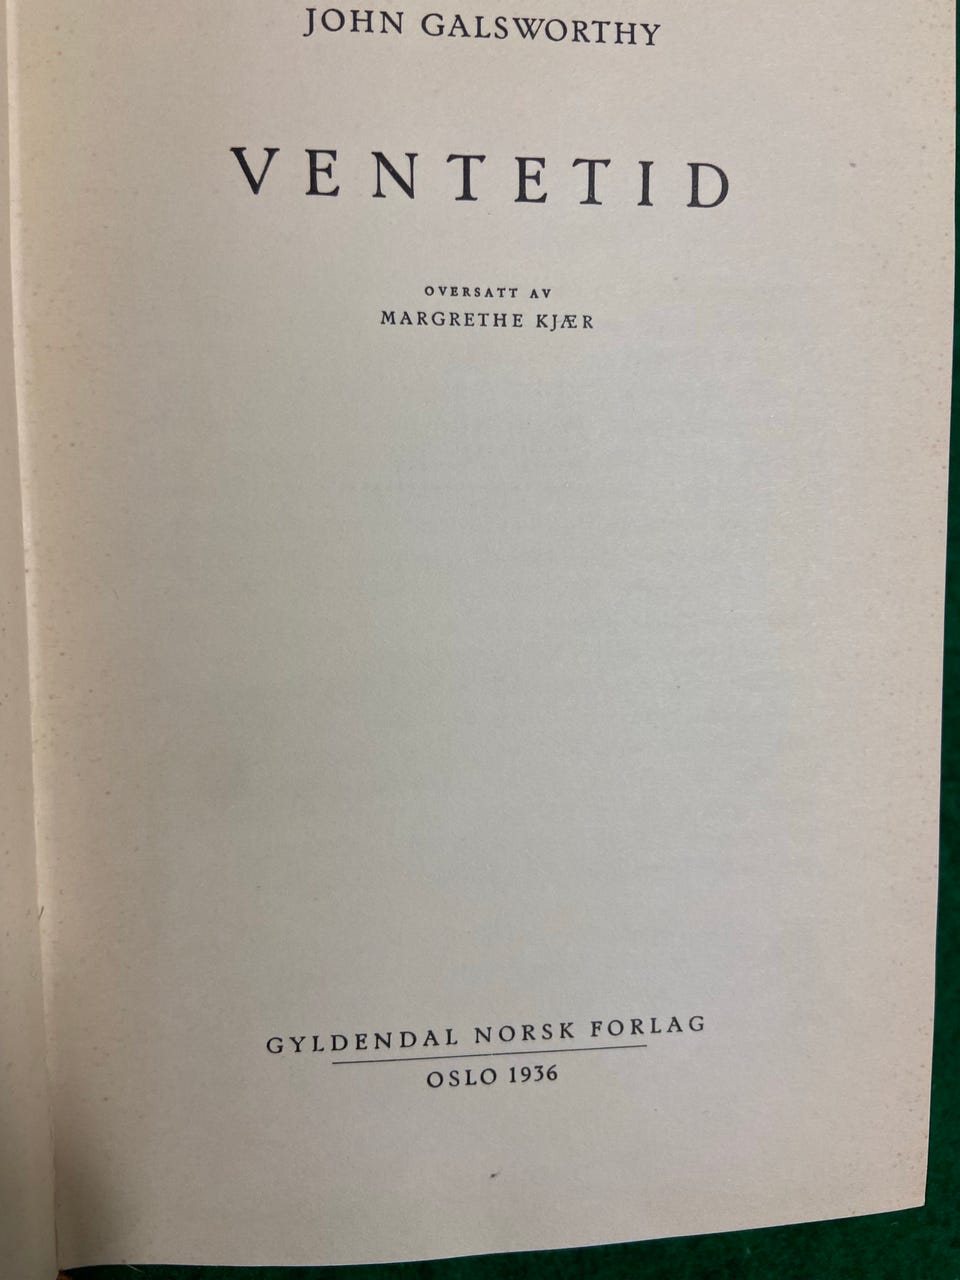 JOHN GALSWORTHY
VENTETID
OVERSATT AV
MARGRETHE KJÆR
GYLDENDAL NORSK FORLAG
OSLO 1936